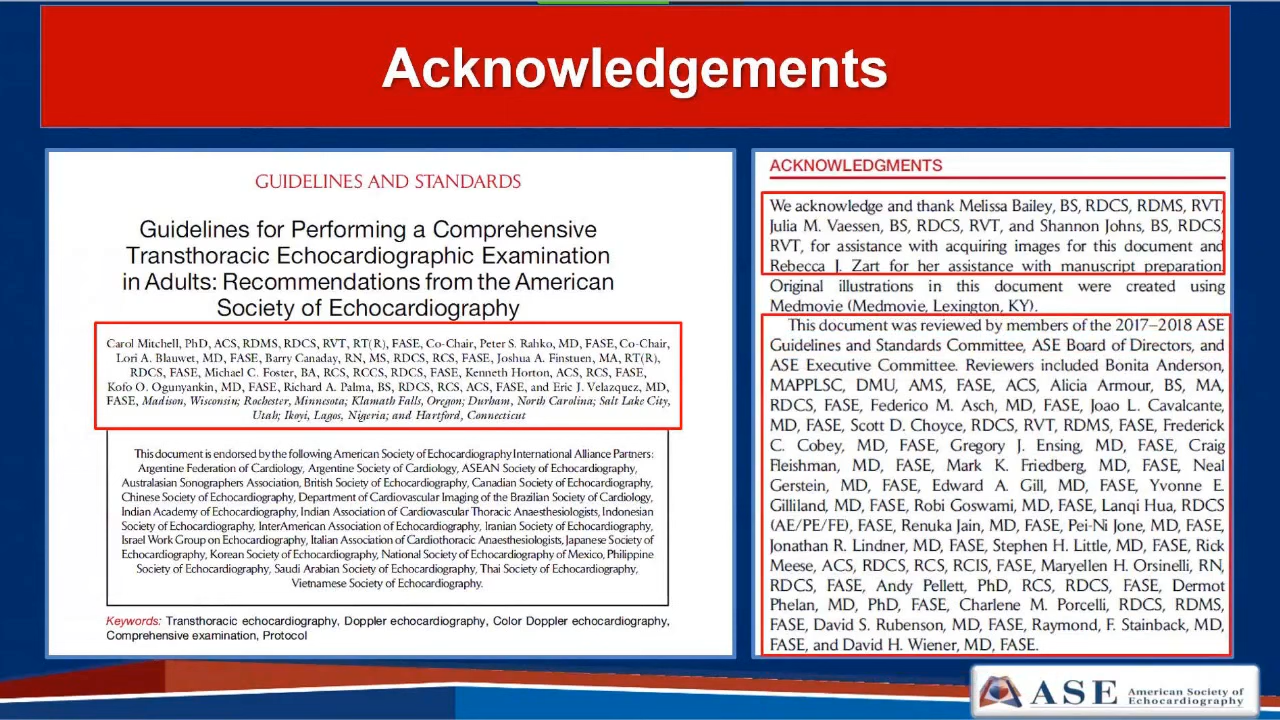 Acknowledgements
GUIDELINES AND STANDARDS
Guidelines for Performing a Comprehensive
Transthoracic Echocardiographic Examination
in Adults: Recommendations from the American
Society of Echocardiography
Carol Mitchell, PhD, ACS, RDMS, RDCS, RVT, RT(R), FASE, Co-Chair, Peter S. Rahko, MD, FASE, Co-Chair,
Lori A. Blauwet, MD, FASE, Barry Canaday, RN, MS, RDCS, RCS, FASE, Joshua A. Finstuen, MA, RT(R),
RDCS, FASE, Michael C. Foster, BA, RCS, RCCS, RDCS, FASE, Kenneth Horton, ACS, RCS, FASE,
Kofo O. Ogunyankin, MD, FASE, Richard A. Palma, BS, RDCS, RCS, ACS, FASE, and Eric J. Velazquez, MD,
FASE, Madison, Wisconsin; Rochester, Minnesota; Klamath Falls, Oregon; Durham, North Carolina; Salt Lake City,
Utah; Ikoyi, Lagos, Nigeria; and Hartford, Connecticut
This document is endorsed by the following American Society of Echocardiography International Alliance Partners:
Argentine Federation of Cardiology, Argentine Society of Cardiology, ASEAN Society of Echocardiography,
Australasian Sonographers Association, British Society of Echocardiography, Canadian Society of Echocardiography,
Chinese Society of Echocardiography, Department of Cardiovascular Imaging of the Brazilian Society of Cardiology,
Indian Academy of Echocardiography, Indian Association of Cardiovascular Thoracic Anaesthesiologists, Indonesian
Society of Echocardiography, InterAmerican Association of Echocardiography, Iranian Society of Echocardiography,
Israel Work Group on Echocardiography, Italian Association of Cardiothoracic Anaesthesiologists, Japanese Society of
Echocardiography, Korean Society of Echocardiography, National Society of Echocardiography of Mexico, Philippine
Society of Echocardiography, Saudi Arabian Society of Echocardiography, Thai Society of Echocardiography,
Vietnamese Society of Echocardiography.
Keywords: Transthoracic echocardiography, Doppler echocardiography, Color Doppler echocardiography,
Comprehensive examination, Protocol
ACKNOWLEDGMENTS
We acknowledge and thank Melissa Bailey, BS, RDCS, RDMS, RVT,
Julia M. Vaessen, BS, RDCS, RVT, and Shannon Johns, BS, RDCS,
RVT, for assistance with acquiring images for this document and
Rebecca J. Zart for her assistance with manuscript preparation.
Original illustrations in this document were created using
Medmovie (Medmovie, Lexington, KY).
This document was reviewed by members of the 2017–2018 ASE
Guidelines and Standards Committee, ASE Board of Directors, and
ASE Executive Committee. Reviewers included Bonita Anderson,
MAPPLSC, DMU, AMS, FASE, ACS, Alicia Armour, BS, MA,
RDCS, FASE, Federico M. Asch, MD, FASE, Joao L. Cavalcante,
MD, FASE, Scott D. Choyce, RDCS, RVT, RDMS, FASE, Frederick
C. Cobey, MD, FASE, Gregory J. Ensing, MD, FASE, Craig
Fleishman, MD, FASE, Mark K. Friedberg, MD, FASE, Neal
Gerstein, MD, FASE, Edward A. Gill, MD, FASE, Yvonne E.
Gilliland, MD, FASE, Robi Goswami, MD, FASE, Lanqi Hua, RDCS
(AE/PE/FE), FASE, Renuka Jain, MD, FASE, Pei-Ni Jone, MD, FASE,
Jonathan R. Lindner, MD, FASE, Stephen H. Little, MD, FASE, Rick
Meese, ACS, RDCS, RCS, RCIS, FASE, Maryellen H. Orsinelli, RN,
RDCS, FASE, Andy Pellett, PhD, RCS, RDCS, FASE, Dermot
Phelan, MD, PhD, FASE, Charlene M. Porcelli, RDCS, RDMS,
FASE, David S. Rubenson, MD, FASE, Raymond, F. Stainback, MD,
FASE, and David H. Wiener, MD, FASE.
ASE American Society of
Echocardiography